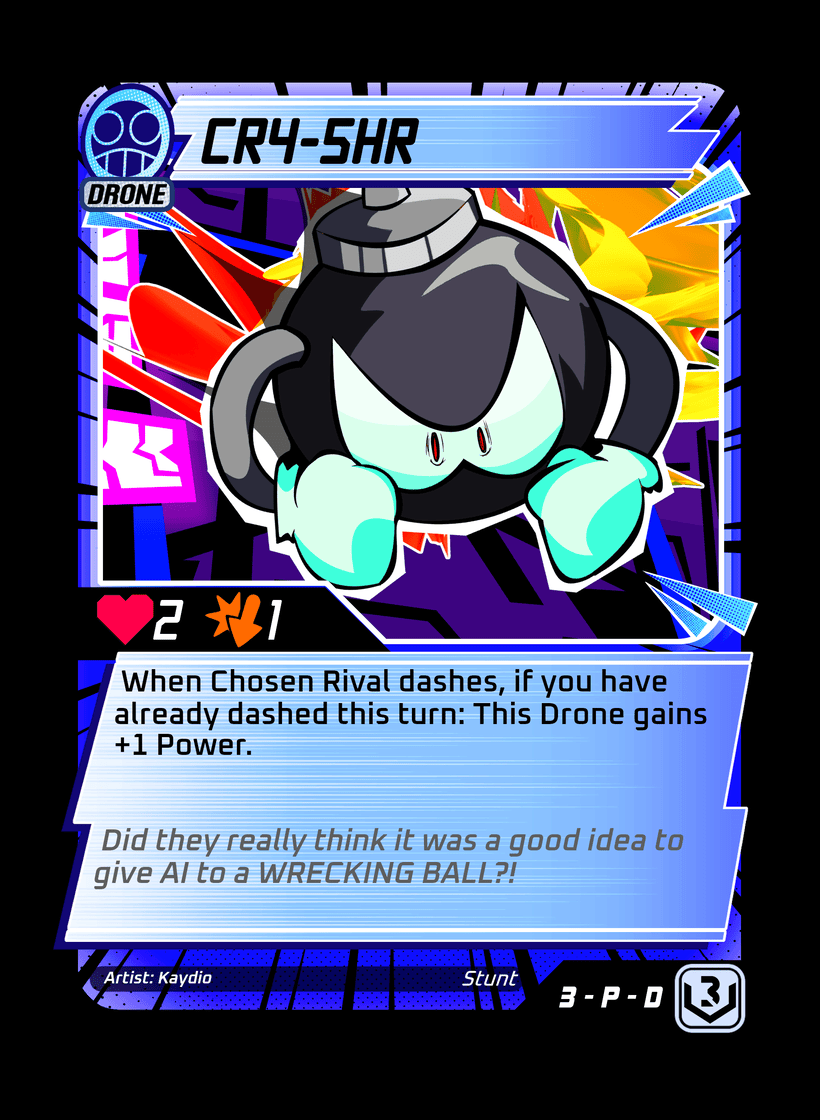 CR4-SHR
DRONE
2 1
When Chosen Rival dashes, if you have
already dashed this turn: This Drone gains
+1 Power.
Did they really think it was a good idea to
give AI to a WRECKING BALL?!
Artist: Kaydio
Stunt
3-P-D
3